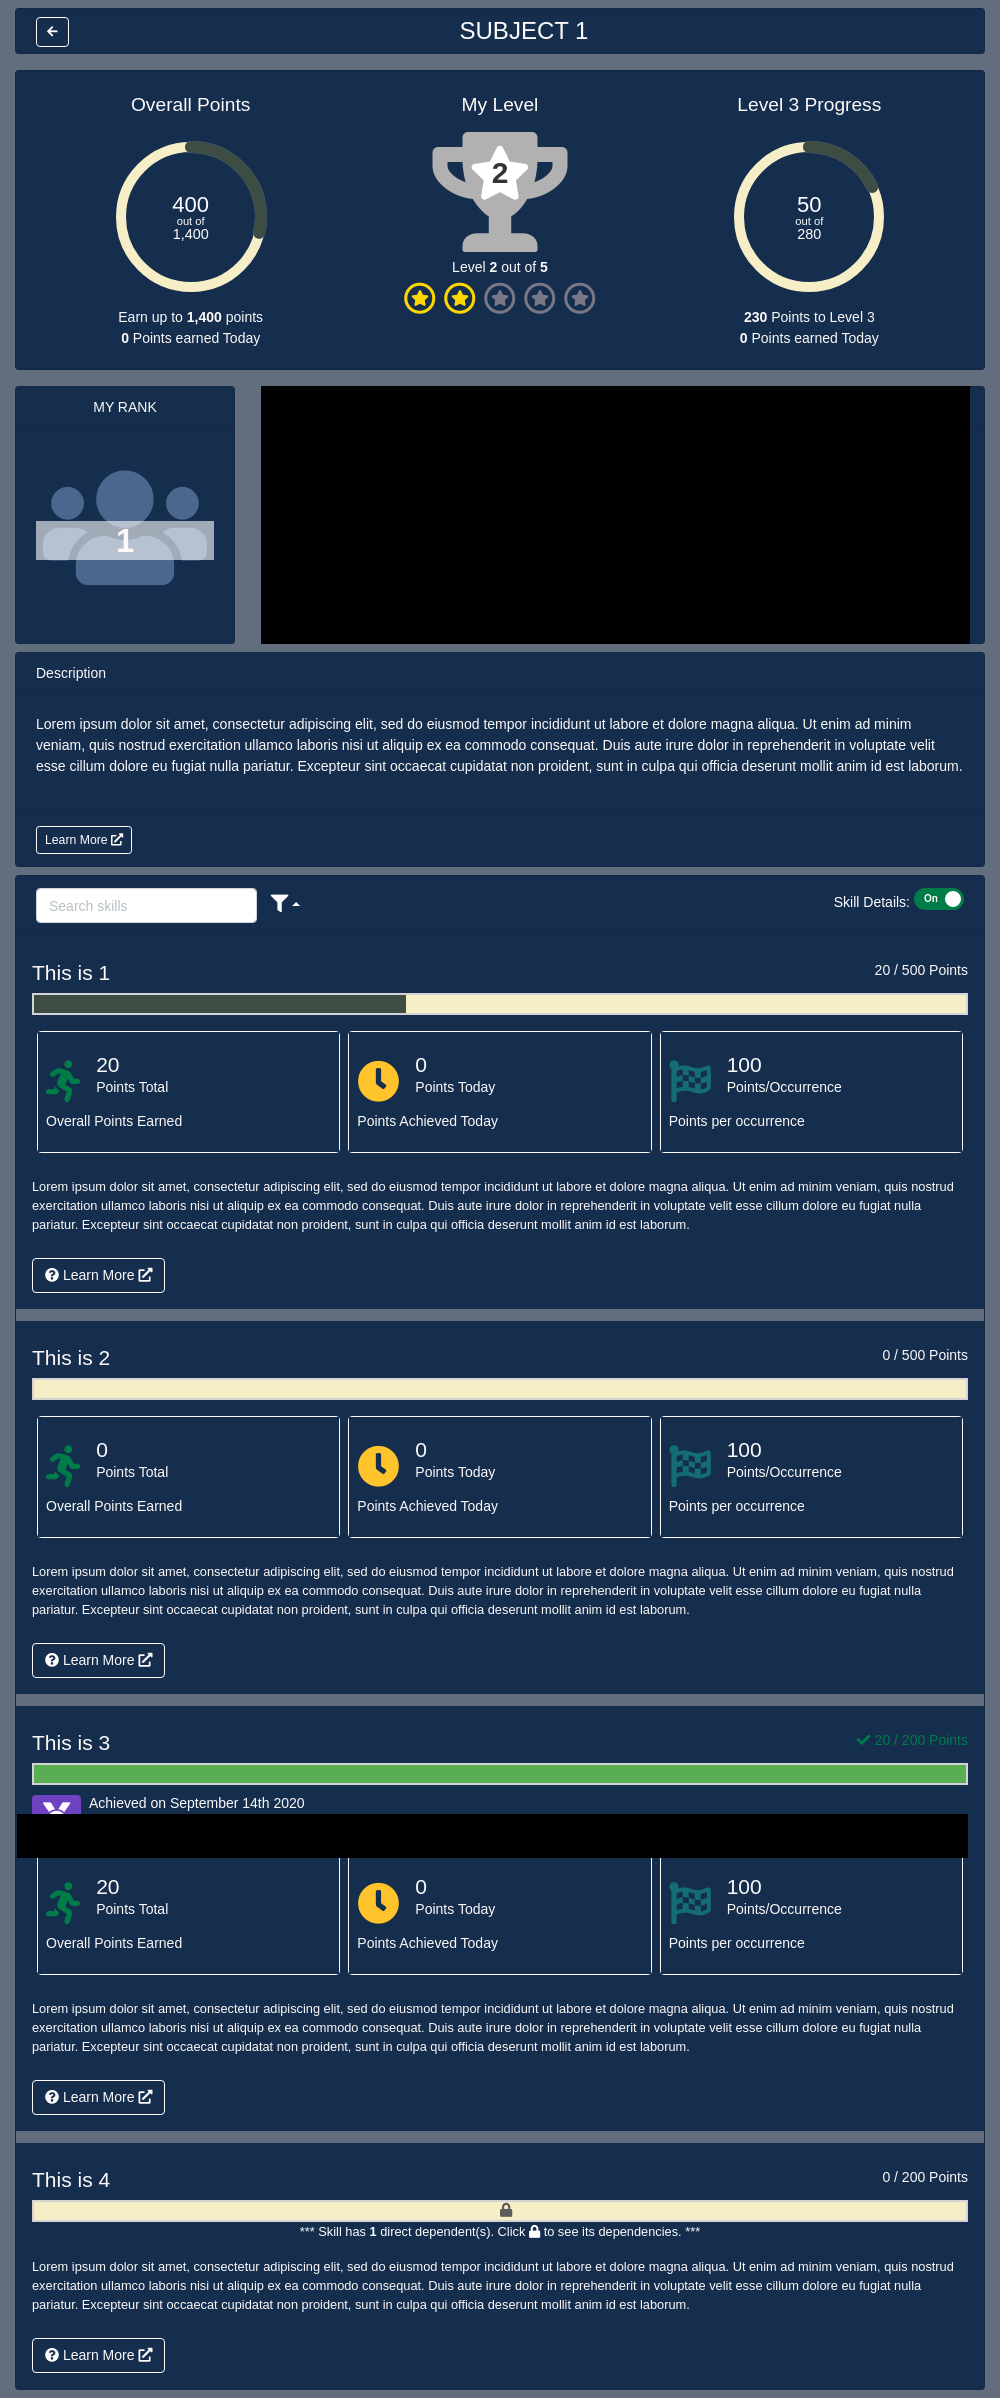 SUBJECT 1
Overall Points
400
out of
1,400
Earn up to 1,400 points
0 Points earned Today
My Level
2
Level 2 out of 5
Level 3 Progress
50
out of
280
230 Points to Level 3
0 Points earned Today
MY RANK
1
Description
Lorem ipsum dolor sit amet, consectetur adipiscing elit, sed do eiusmod tempor incididunt ut labore et dolore magna aliqua. Ut enim ad minim
veniam, quis nostrud exercitation ullamco laboris nisi ut aliquip ex ea commodo consequat. Duis aute irure dolor in reprehenderit in voluptate velit
esse cillum dolore eu fugiat nulla pariatur. Excepteur sint occaecat cupidatat non proident, sunt in culpa qui officia deserunt mollit anim id est laborum.
Learn More
Search skills
Skill Details: On
This is 1
20 / 500 Points
20
Points Total
Overall Points Earned
0
Points Today
Points Achieved Today
100
Points/Occurrence
Points per occurrence
Lorem ipsum dolor sit amet, consectetur adipiscing elit, sed do eiusmod tempor incididunt ut labore et dolore magna aliqua. Ut enim ad minim veniam, quis nostrud
exercitation ullamco laboris nisi ut aliquip ex ea commodo consequat. Duis aute irure dolor in reprehenderit in voluptate velit esse cillum dolore eu fugiat nulla
pariatur. Excepteur sint occaecat cupidatat non proident, sunt in culpa qui officia deserunt mollit anim id est laborum.
Learn More
This is 2
0 / 500 Points
0
Points Total
Overall Points Earned
0
Points Today
Points Achieved Today
100
Points/Occurrence
Points per occurrence
Lorem ipsum dolor sit amet, consectetur adipiscing elit, sed do eiusmod tempor incididunt ut labore et dolore magna aliqua. Ut enim ad minim veniam, quis nostrud
exercitation ullamco laboris nisi ut aliquip ex ea commodo consequat. Duis aute irure dolor in reprehenderit in voluptate velit esse cillum dolore eu fugiat nulla
pariatur. Excepteur sint occaecat cupidatat non proident, sunt in culpa qui officia deserunt mollit anim id est laborum.
Learn More
This is 3
20 / 200 Points
Achieved on September 14th 2020
20
Points Total
Overall Points Earned
0
Points Today
Points Achieved Today
100
Points/Occurrence
Points per occurrence
Lorem ipsum dolor sit amet, consectetur adipiscing elit, sed do eiusmod tempor incididunt ut labore et dolore magna aliqua. Ut enim ad minim veniam, quis nostrud
exercitation ullamco laboris nisi ut aliquip ex ea commodo consequat. Duis aute irure dolor in reprehenderit in voluptate velit esse cillum dolore eu fugiat nulla
pariatur. Excepteur sint occaecat cupidatat non proident, sunt in culpa qui officia deserunt mollit anim id est laborum.
Learn More
This is 4
0 / 200 Points
*** Skill has 1 direct dependent(s). Click to see its dependencies. ***
Lorem ipsum dolor sit amet, consectetur adipiscing elit, sed do eiusmod tempor incididunt ut labore et dolore magna aliqua. Ut enim ad minim veniam, quis nostrud
exercitation ullamco laboris nisi ut aliquip ex ea commodo consequat. Duis aute irure dolor in reprehenderit in voluptate velit esse cillum dolore eu fugiat nulla
pariatur. Excepteur sint occaecat cupidatat non proident, sunt in culpa qui officia deserunt mollit anim id est laborum.
Learn More